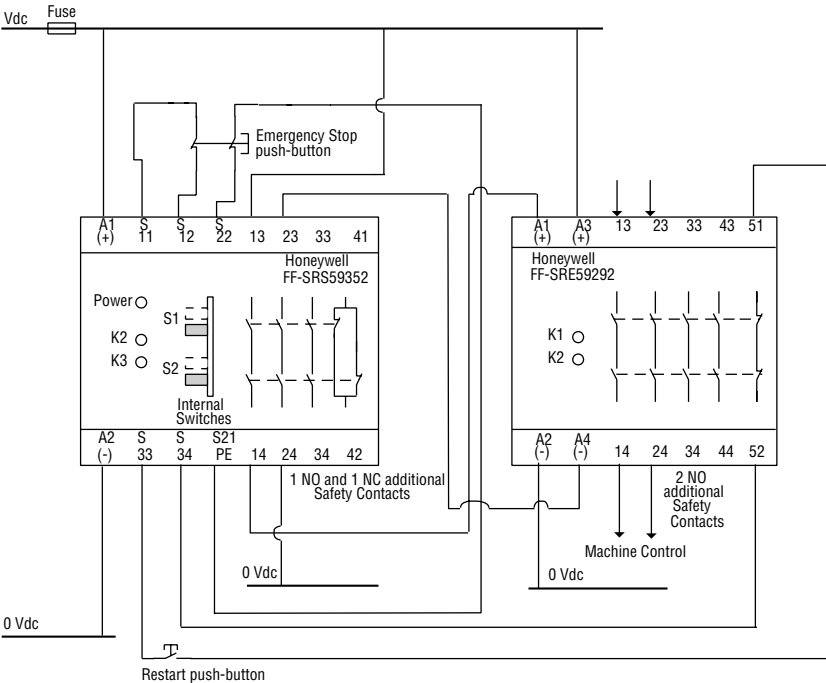 Vdc
Fuse
Emergency Stop
push-button
A1
(+)
S
11
S
12
S
22
13
23
33
41
Honeywell
FF-SRS59352
Power
K2
K3
S1
S2
Internal
Switches
A2
(-)
S
33
S
34
S21
PE
14
24
34
42
1 NO and 1 NC additional
Safety Contacts
0 Vdc
0 Vdc
Restart push-button
A1
(+)
A3
(+)
13
23
33
43
51
Honeywell
FF-SRE59292
K1
K2
A2
(-)
A4
(-)
14
24
34
44
52
2 NO
additional
Safety
Contacts
Machine Control
0 Vdc